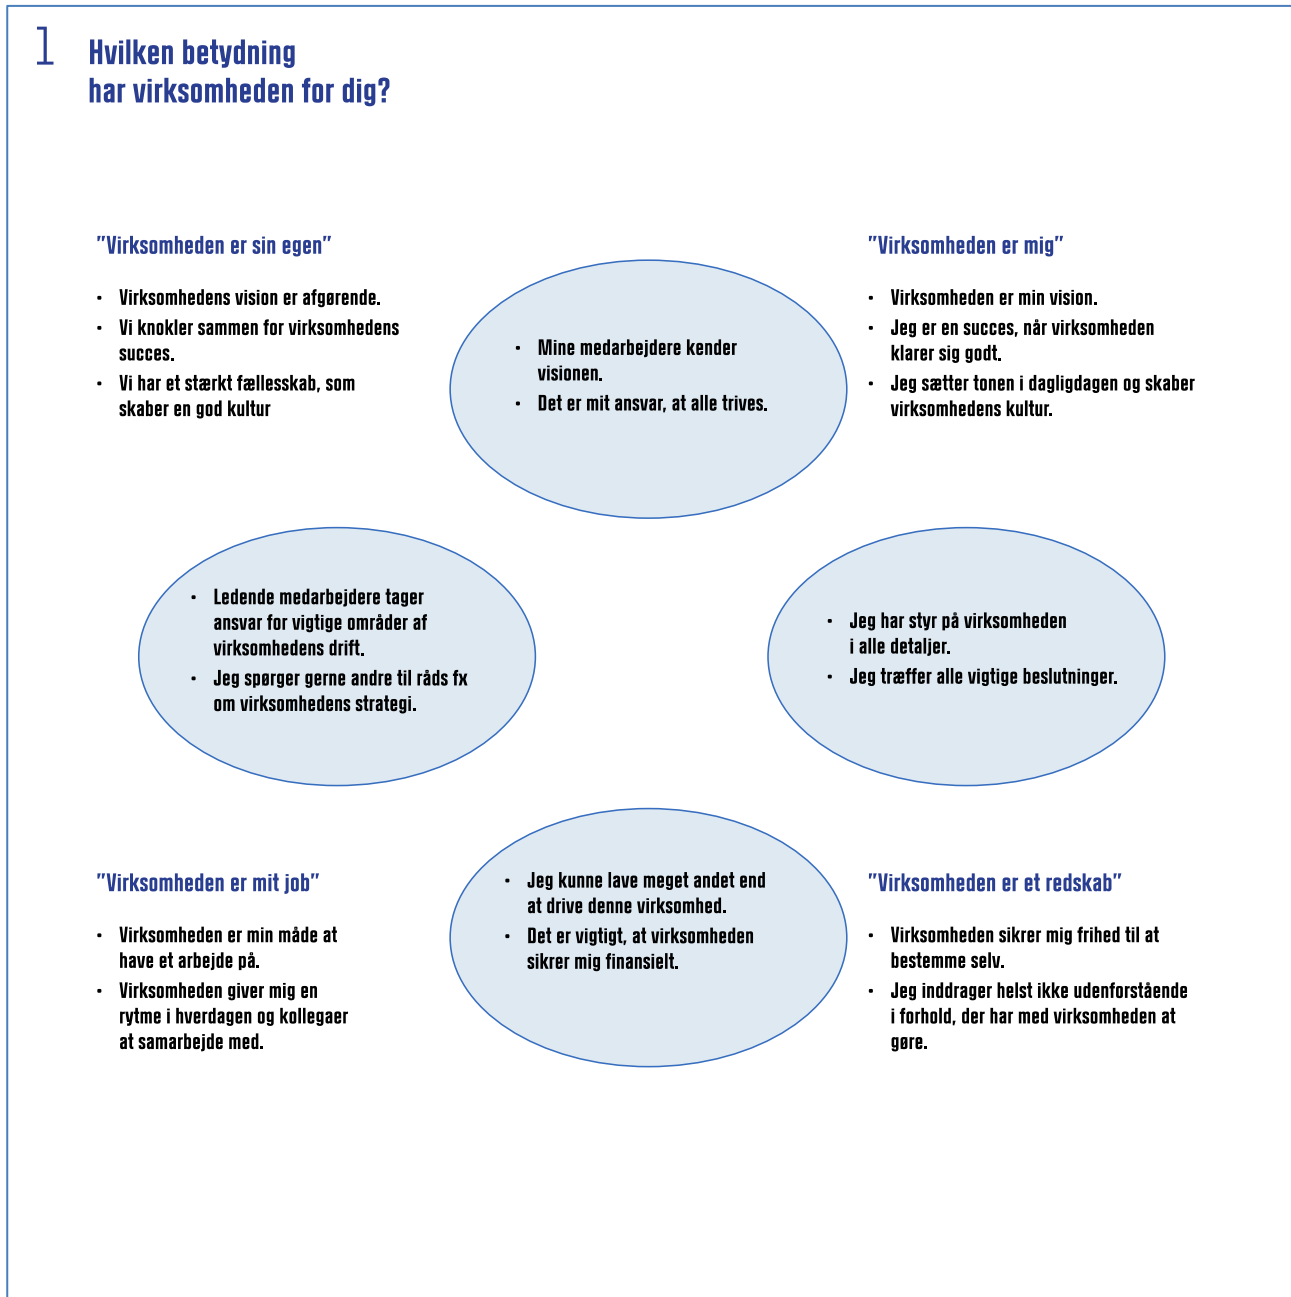 1
Hvilken betydning
har virksomheden for dig?
"Virksomheden er sin egen"
• Virksomhedens vision er afgørende.
• Vi knokler sammen for virksomhedens
succes.
• Vi har et stærkt fællesskab, som
skaber en god kultur
• Mine medarbejdere kender
visionen.
• Det er mit ansvar, at alle trives.
"Virksomheden er mig"
• Virksomheden er min vision.
• Jeg er en succes, når virksomheden
klarer sig godt.
• Jeg sætter tonen i dagligdagen og skaber
virksomhedens kultur.
• Ledende medarbejdere tager
ansvar for vigtige områder af
virksomhedens drift.
• Jeg spørger gerne andre til råds fx
om virksomhedens strategi.
• Jeg har styr på virksomheden
i alle detaljer.
• Jeg træffer alle vigtige beslutninger.
"Virksomheden er mit job"
• Virksomheden er min måde at
have et arbejde på.
• Virksomheden giver mig en
rytme i hverdagen og kollegaer
at samarbejde med.
• Jeg kunne lave meget andet end
at drive denne virksomhed.
• Det er vigtigt, at virksomheden
sikrer mig finansielt.
"Virksomheden er et redskab"
• Virksomheden sikrer mig frihed til at
bestemme selv.
• Jeg inddrager helst ikke udenforstående
i forhold, der har med virksomheden at
gøre.